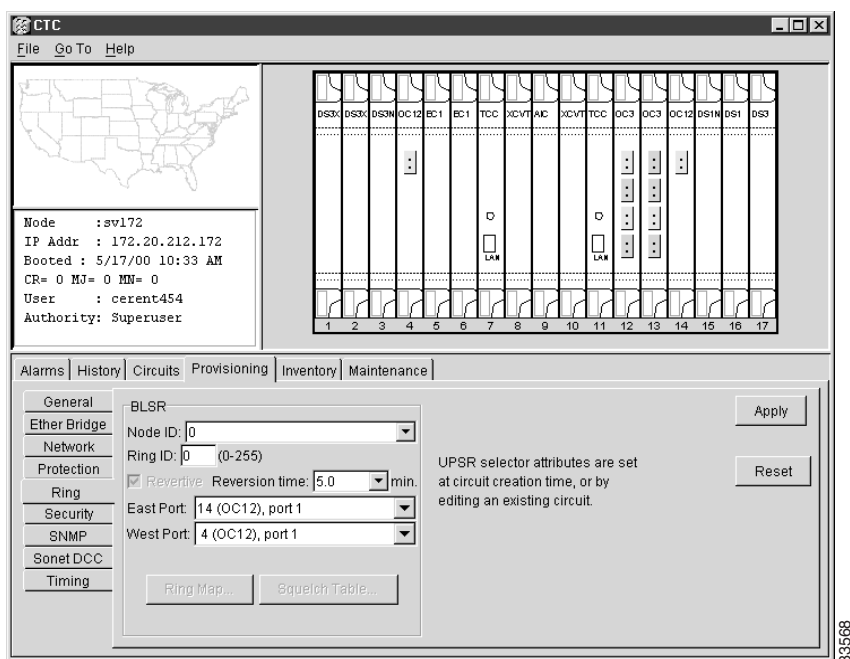 CTC
File Go To Help
DS3X DS3X DS3N OC12 EC1 EC1 TCC XCVT AIC XCVT TCC OC3 OC3 OC12 DS1N DS1 DS3
LAN LAN
1 2 3 4 5 6 7 8 9 10 11 12 13 14 15 16 17
Node :sv172
IP Addr : 172.20.212.172
Booted : 5/17/00 10:33 AM
CR= 0 MJ= 0 MN= 0
User : cerent454
Authority: Superuser
Alarms History Circuits Provisioning Inventory Maintenance
General
Ether Bridge
Network
Protection
Ring
Security
SNMP
Sonet DCC
Timing
BLSR
Node ID: 0
Ring ID: 0 (0-255)
Revertive Reversion time: 5.0 min.
East Port: 14 (OC12), port 1
West Port: 4 (OC12), port 1
Ring Map... Squelch Table...
UPSR selector attributes are set
at circuit creation time, or by
editing an existing circuit.
Apply
Reset
33568